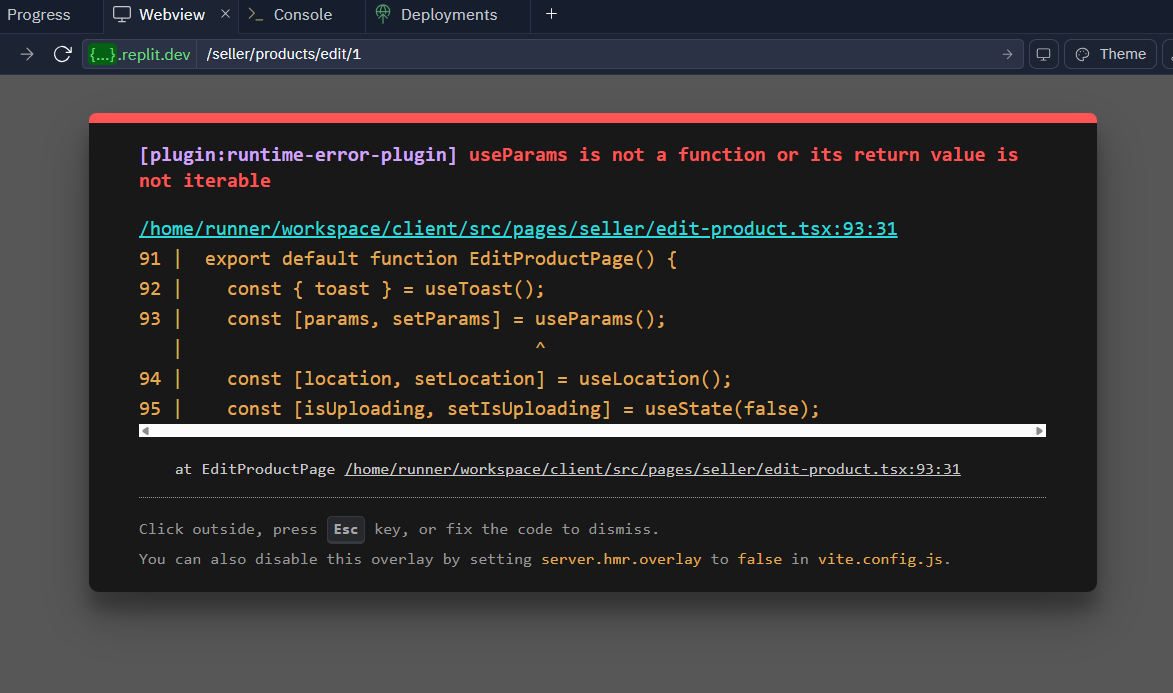 Progress Webview × Console Deployments +
{...}.replit.dev /seller/products/edit/1 Theme
[plugin:runtime-error-plugin] useParams is not a function or its return value is
not iterable
/home/runner/workspace/client/src/pages/seller/edit-product.tsx:93:31
91 | export default function EditProductPage() {
92 | const { toast } = useToast();
93 | const [params, setParams] = useParams();
| ^
94 | const [location, setLocation] = useLocation();
95 | const [isUploading, setIsUploading] = useState(false);
at EditProductPage /home/runner/workspace/client/src/pages/seller/edit-product.tsx:93:31
Click outside, press Esc key, or fix the code to dismiss.
You can also disable this overlay by setting server.hmr.overlay to false in vite.config.js.